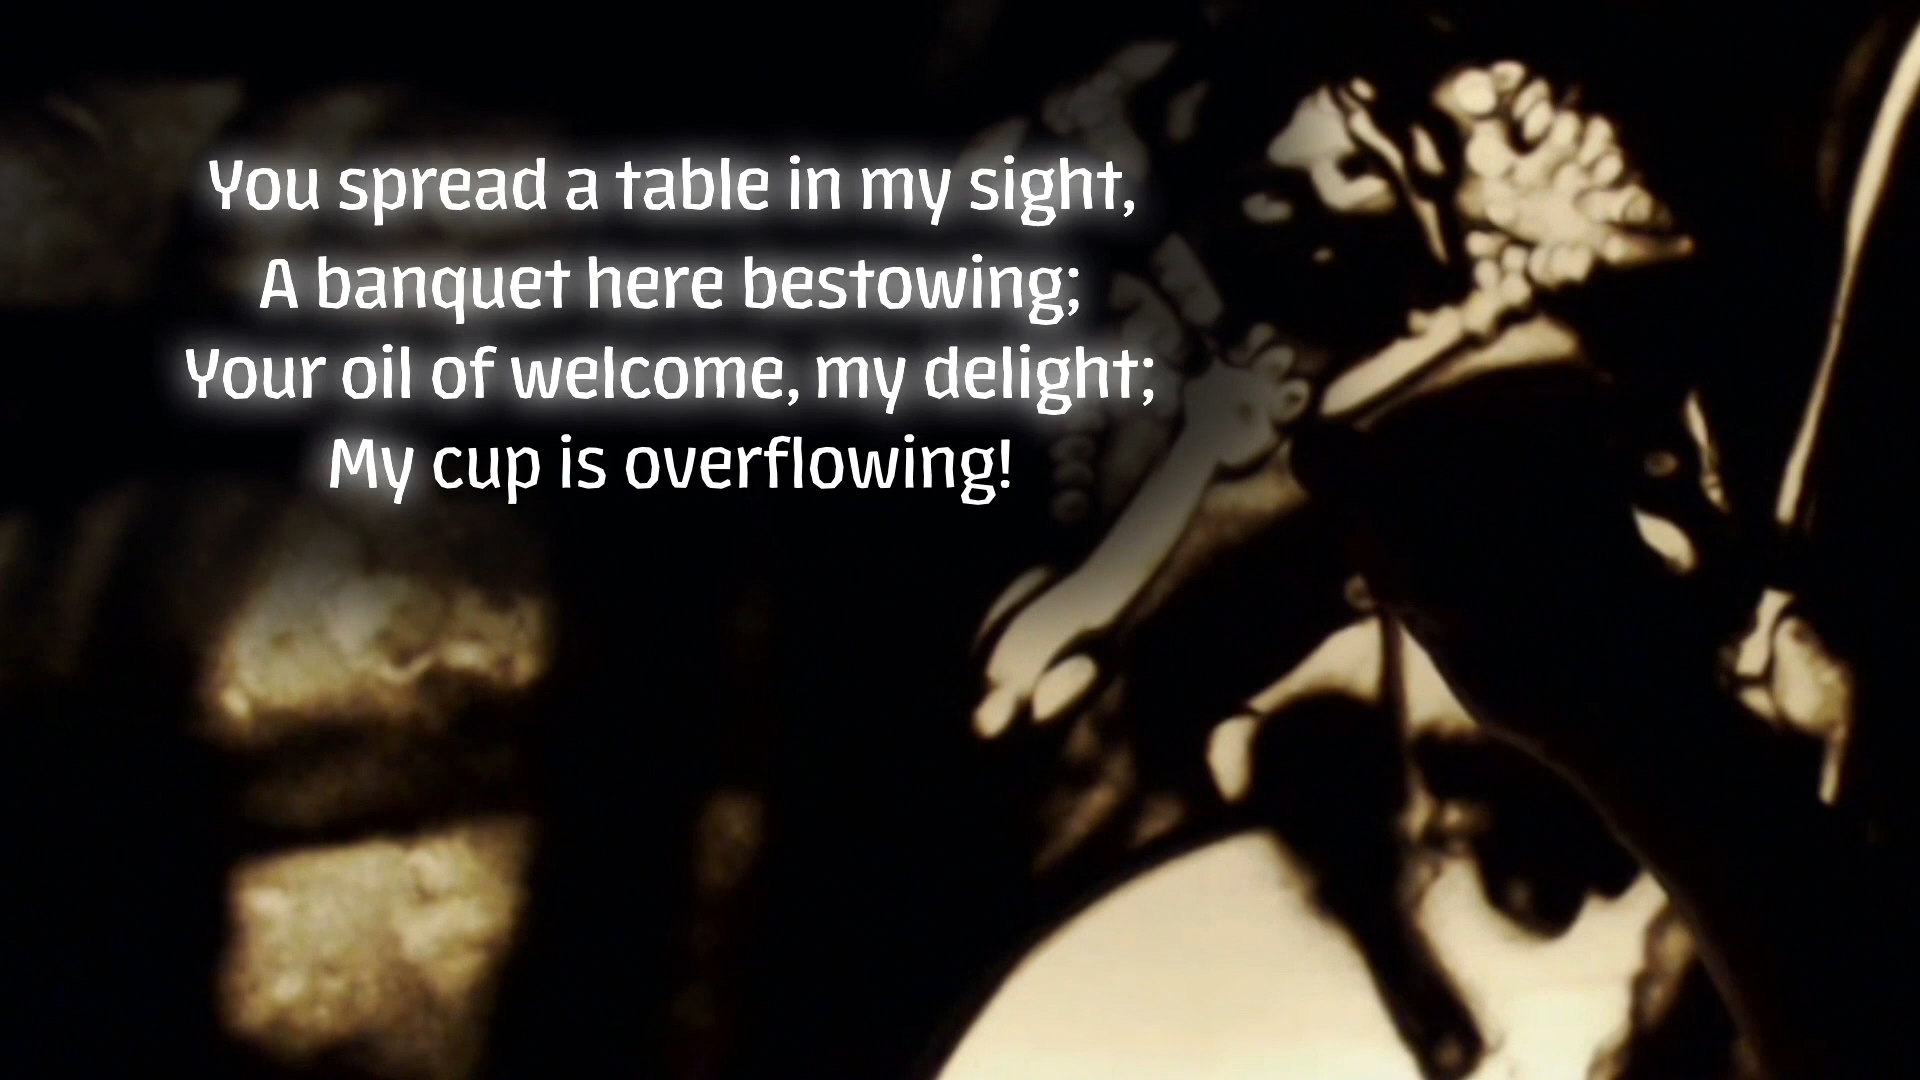 You spread a table in my sight,
A banquet here bestowing;
Your oil of welcome, my delight;
My cup is overflowing!